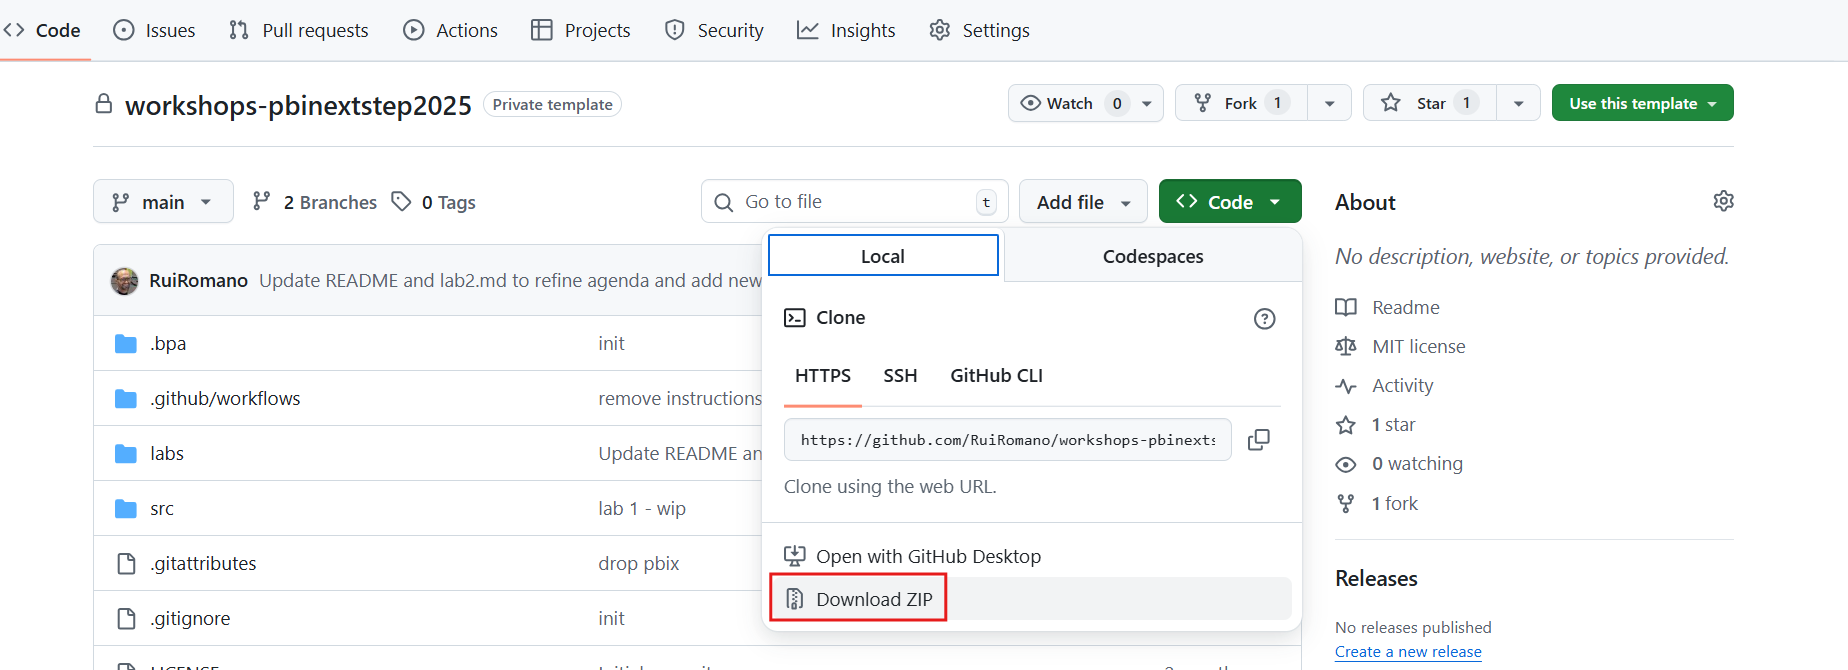 Code Issues Pull requests Actions Projects Security Insights Settings
workshops-pbinextstep2025 Private template Watch 0 Fork 1 Star 1 Use this template
main 2 Branches 0 Tags Go to file t Add file Code
RuiRomano Update README and lab2.md to refine agenda and add new
.bpa init
.github/workflows remove instructions
labs Update README an
src lab 1 - wip
.gitattributes drop pbix
.gitignore init
LICENSE
Local Codespaces
Clone
HTTPS SSH GitHub CLI
https://github.com/RuiRomano/workshops-pbinexts
Clone using the web URL.
Open with GitHub Desktop
Download ZIP
About
No description, website, or topics provided.
Readme
MIT license
Activity
1 star
0 watching
1 fork
Releases
No releases published
Create a new release